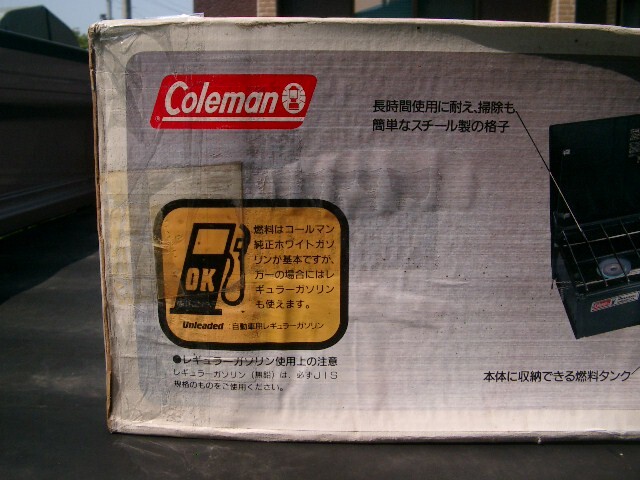 Coleman
長時間使用に耐え、掃除も
簡単なスチール製の格子
燃料はコールマン
純正ホワイトガソ
リンが基本ですが、
万一の場合にはレ
ギュラーガソリン
も使えます。
OK
Unleaded 自動車用レギュラーガソリン
●レギュラーガソリン使用上の注意
レギュラーガソリン(無鉛)は、必ずJIS
規格のものをご使用ください。
本体に収納できる燃料タンク